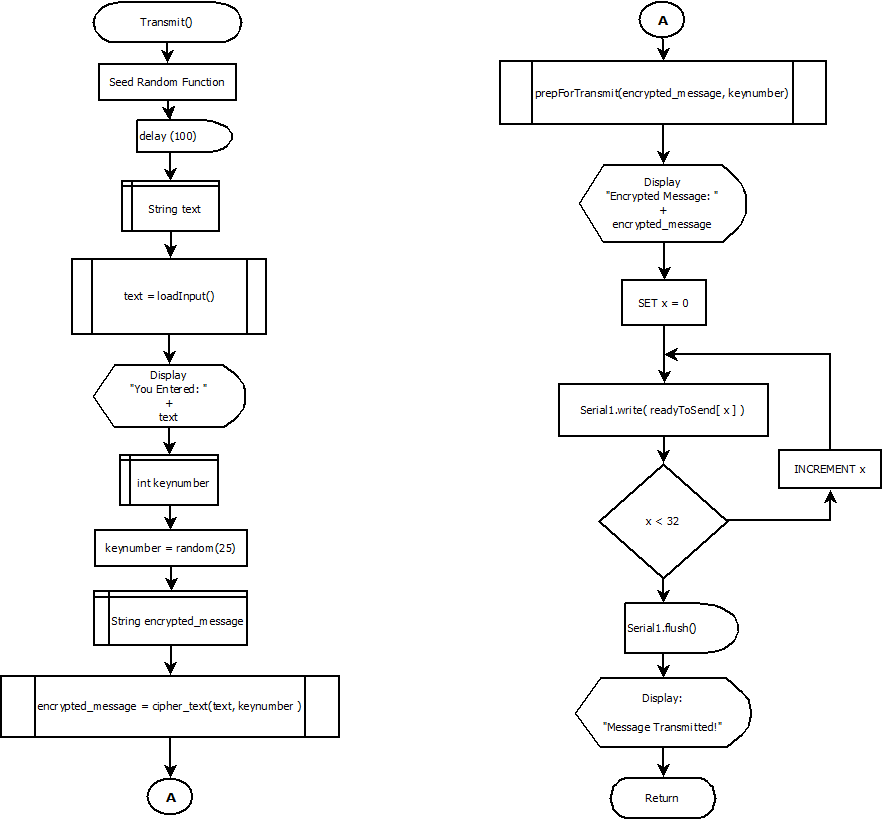 Transmit()
Seed Random Function
delay (100)
String text
text = loadInput()
Display
"You Entered: "
+
text
int keynumber
keynumber = random(25)
String encrypted_message
encrypted_message = cipher_text(text, keynumber )
A
A
prepForTransmit(encrypted_message, keynumber)
Display
"Encrypted Message: "
+
encrypted_message
SET x = 0
Serial1.write( readyToSend[ x ] )
INCREMENT x
x < 32
Serial1.flush()
Display:
"Message Transmitted!"
Return